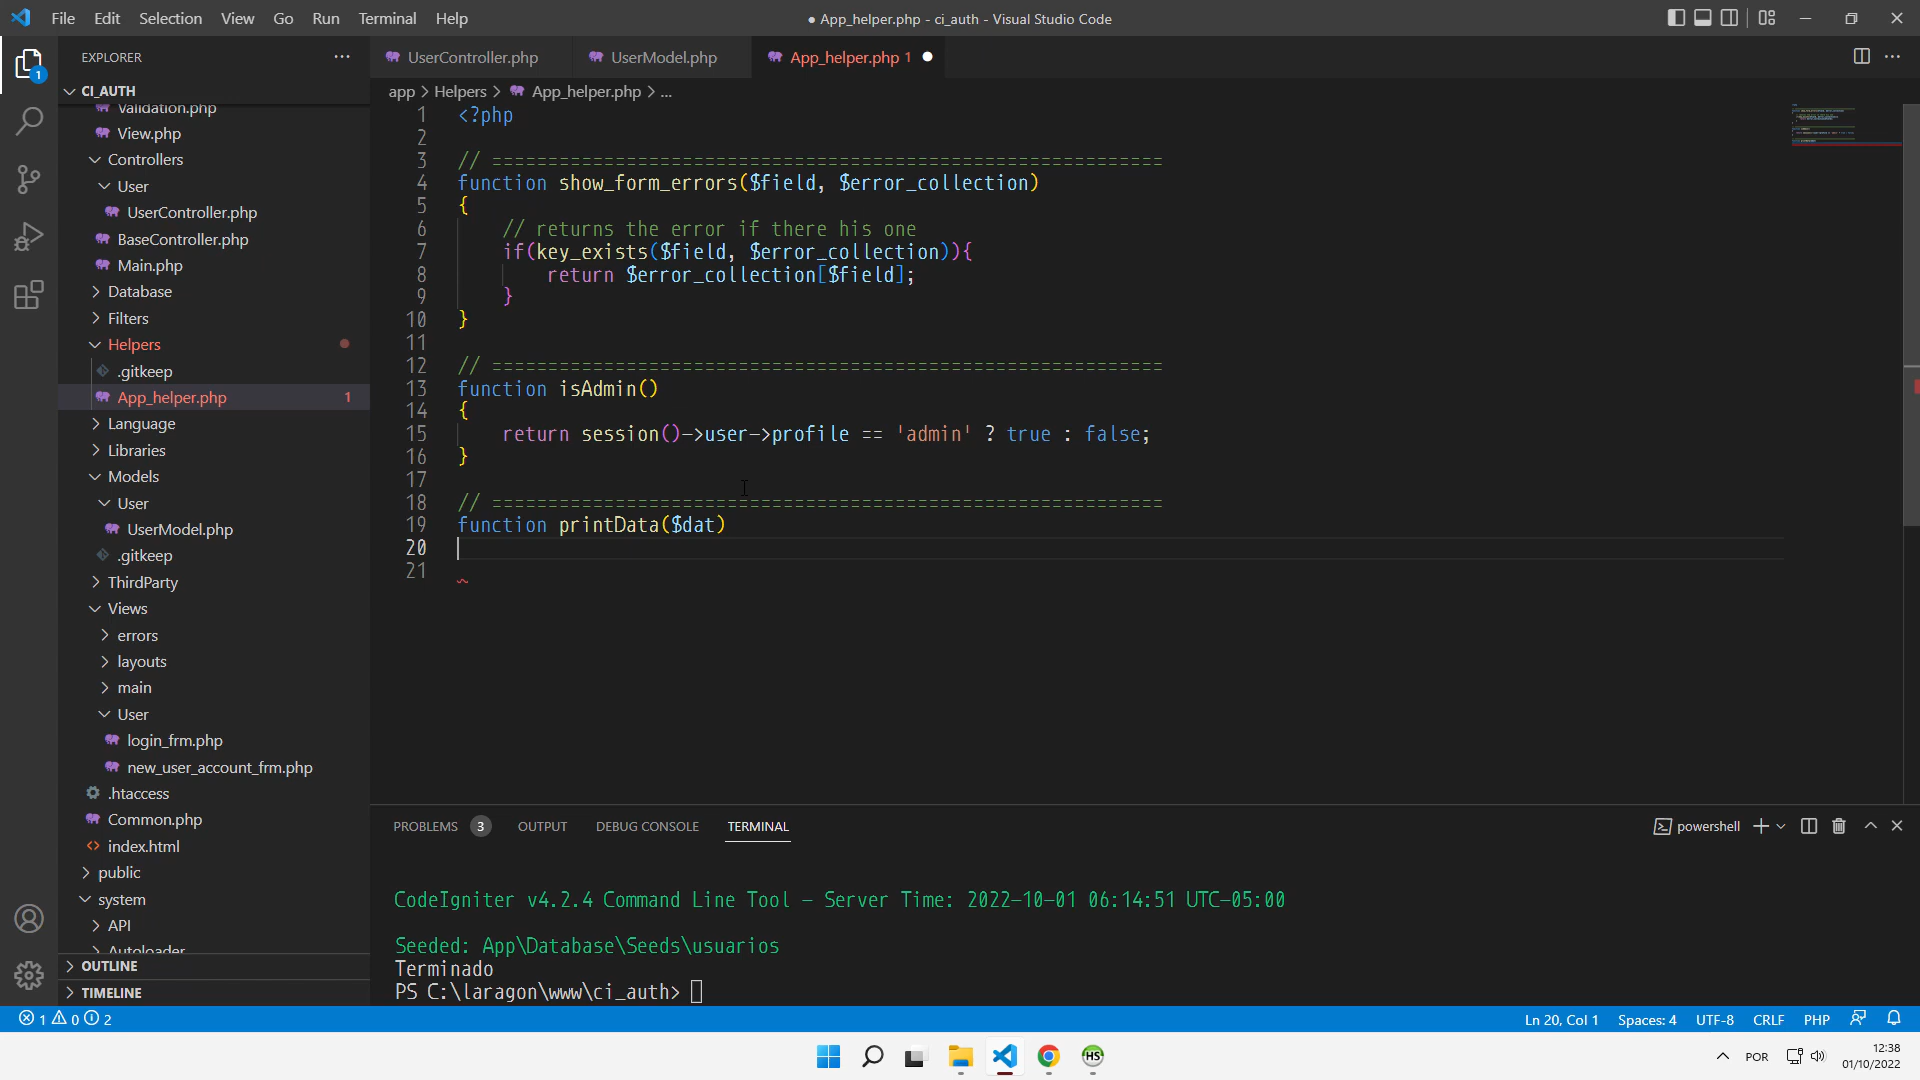 File Edit Selection View Go Run Terminal Help
● App_helper.php - ci_auth - Visual Studio Code
EXPLORER
UserController.php
UserModel.php
App_helper.php 1
1
CI_AUTH
app > Helpers > App_helper.php > ...
Validation.php
View.php
Controllers
User
UserController.php
BaseController.php
Main.php
Database
Filters
Helpers
.gitkeep
App_helper.php 1
Language
Libraries
Models
User
UserModel.php
.gitkeep
ThirdParty
Views
errors
layouts
main
User
login_frm.php
new_user_account_frm.php
.htaccess
Common.php
index.html
public
system
API
Autoloader
OUTLINE
TIMELINE
1 <?php
2
3 // ============================================================
4 function show_form_errors($field, $error_collection)
5 {
6 // returns the error if there his one
7 if(key_exists($field, $error_collection)){
8 return $error_collection[$field];
9 }
10 }
11
12 // ============================================================
13 function isAdmin()
14 {
15 return session()->user->profile == 'admin' ? true : false;
16 }
17
18 // ============================================================
19 function printData($dat)
20
21
PROBLEMS 3 OUTPUT DEBUG CONSOLE TERMINAL
powershell
CodeIgniter v4.2.4 Command Line Tool - Server Time: 2022-10-01 06:14:51 UTC-05:00
Seeded: App\Database\Seeds\usuarios
Terminado
PS C:\laragon\www\ci_auth>
1 0 2
Ln 20, Col 1 Spaces: 4 UTF-8 CRLF PHP
HS
POR
12:38
01/10/2022